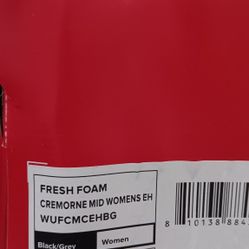 FRESH FOAM
CREMORNE MID WOMENS EH
WUFCMCEHBG
Black/Grey
Women
8 10138 884